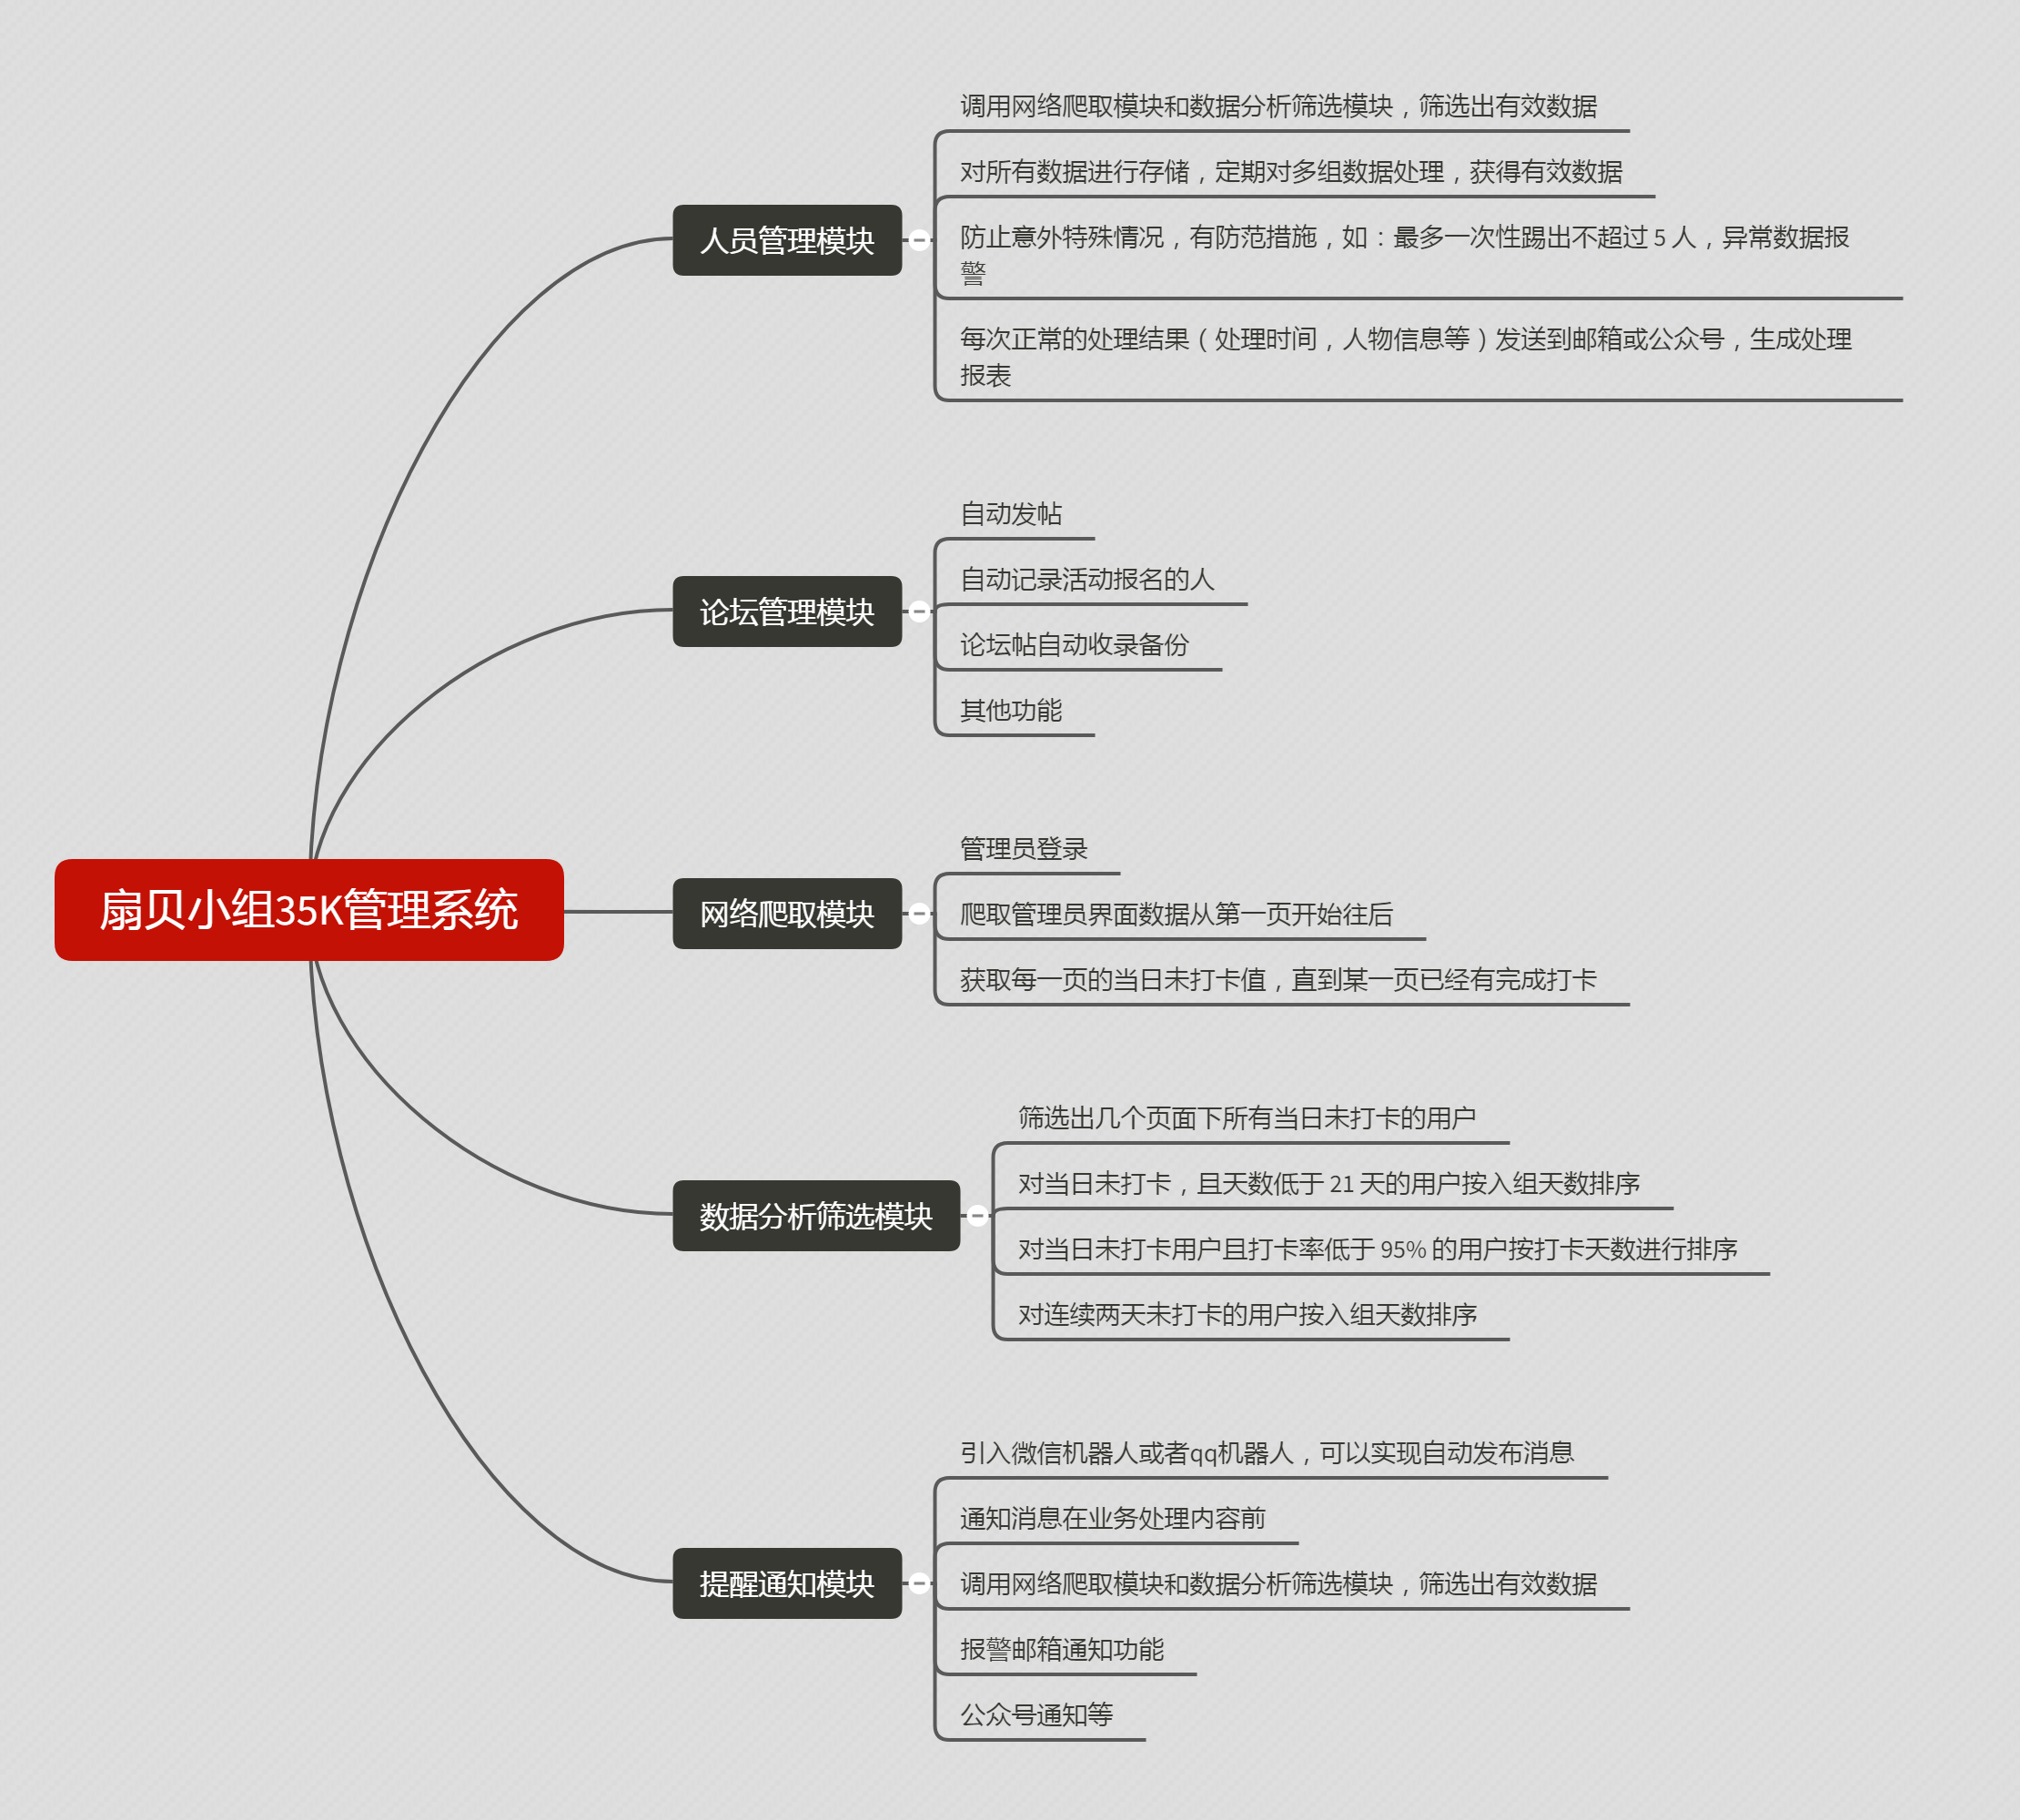 调用网络爬取模块和数据分析筛选模块，筛选出有效数据
对所有数据进行存储，定期对多组数据处理，获得有效数据
人员管理模块
防止意外特殊情况，有防范措施，如：最多一次性踢出不超过 5 人，异常数据报
警
每次正常的处理结果（处理时间，人物信息等）发送到邮箱或公众号，生成处理
报表
自动发帖
自动记录活动报名的人
论坛管理模块
论坛帖自动收录备份
其他功能
扇贝小组35K管理系统
管理员登录
网络爬取模块
爬取管理员界面数据从第一页开始往后
获取每一页的当日未打卡值，直到某一页已经有完成打卡
筛选出几个页面下所有当日未打卡的用户
对当日未打卡，且天数低于 21 天的用户按入组天数排序
数据分析筛选模块
对当日未打卡用户且打卡率低于 95% 的用户按打卡天数进行排序
对连续两天未打卡的用户按入组天数排序
引入微信机器人或者qq机器人，可以实现自动发布消息
通知消息在业务处理内容前
提醒通知模块
调用网络爬取模块和数据分析筛选模块，筛选出有效数据
报警邮箱通知功能
公众号通知等